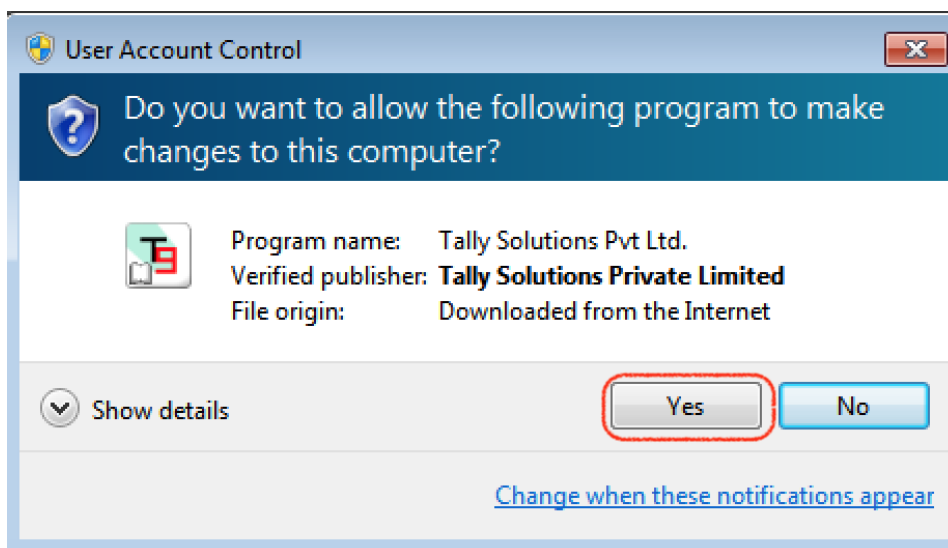 User Account Control
Do you want to allow the following program to make
changes to this computer?
T9
Program name: Tally Solutions Pvt Ltd.
Verified publisher: Tally Solutions Private Limited
File origin: Downloaded from the Internet
Show details
Yes
No
Change when these notifications appear